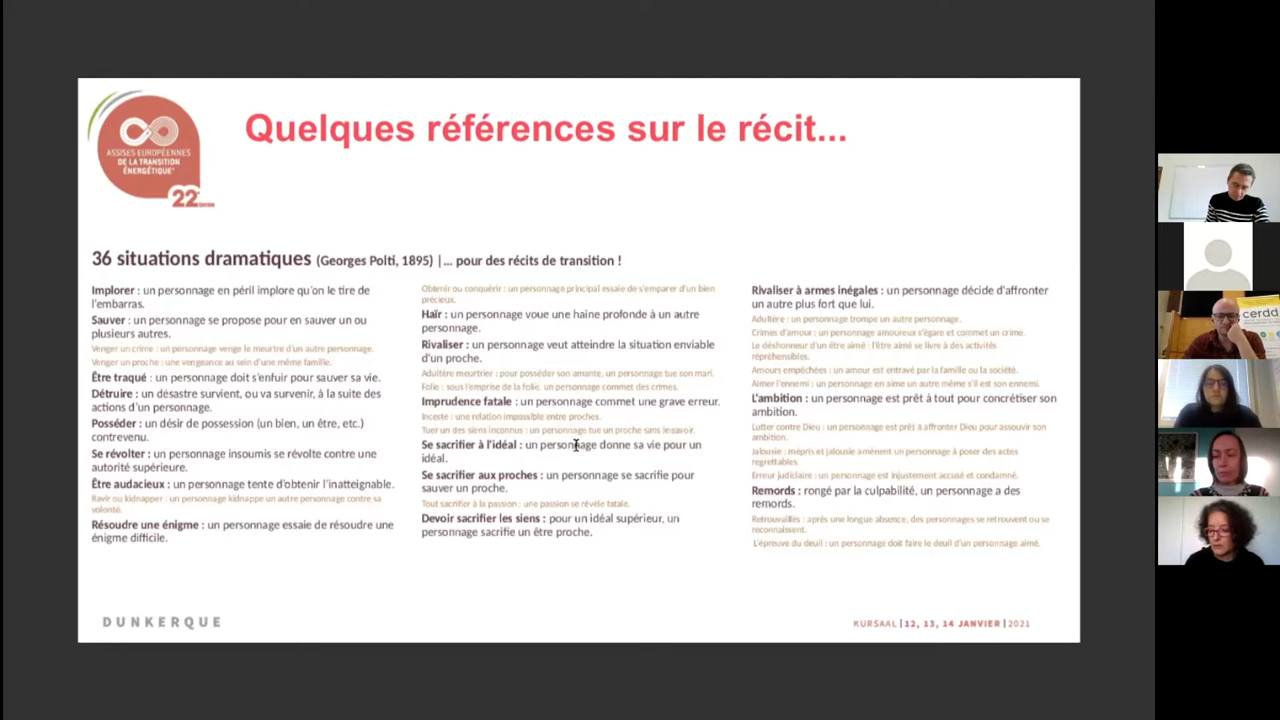 Quelques références sur le récit...
ASSISES EUROPÉENNES
DE LA TRANSITION
ÉNERGÉTIQUE
22e
36 situations dramatiques (Georges Polti, 1895) |... pour des récits de transition !
Implorer : un personnage en péril implore qu'on le tire de
l'embarras.
Sauver : un personnage se propose pour en sauver un ou
plusieurs autres.
Venger un crime : un personnage venge le meurtre d'un autre personnage.
Venger un proche : une vengeance au sein d'une même famille.
Être traqué : un personnage doit s'enfuir pour sauver sa vie.
Détruire : un désastre survient, ou va survenir, à la suite des
actions d'un personnage.
Posséder : un désir de possession (un bien, un être, etc.)
contrevenu.
Se révolter : un personnage insoumis se révolte contre une
autorité supérieure.
Être audacieux : un personnage tente d'obtenir l'inatteignable.
Ravir ou kidnapper : un personnage kidnappe un autre personnage contre sa
volonté.
Résoudre une énigme : un personnage essaie de résoudre une
énigme difficile.
Obtenir ou conquérir : un personnage principal essaie de s'emparer d'un bien
précieux.
Haïr : un personnage voue une haine profonde à un autre
personnage.
Rivaliser : un personnage veut atteindre la situation enviable
d'un proche.
Adultère meurtrier : pour posséder son amante, un personnage tue son mari.
Folie : sous l'emprise de la folie, un personnage commet des crimes.
Imprudence fatale : un personnage commet une grave erreur.
Inceste : une relation impossible entre proches.
Tuer un des siens inconnus : un personnage tue un proche sans le savoir.
Se sacrifier à l'idéal : un personnage donne sa vie pour un
idéal.
Se sacrifier aux proches : un personnage se sacrifie pour
sauver un proche.
Tout sacrifier à la passion : une passion se révèle fatale.
Devoir sacrifier les siens : pour un idéal supérieur, un
personnage sacrifie un être proche.
Rivaliser à armes inégales : un personnage décide d'affronter
un autre plus fort que lui.
Adultère : un personnage trompe un autre personnage.
Crimes d'amour : un personnage amoureux s'égare et commet un crime.
Le déshonneur d'un être aimé : l'être aimé se livre à des activités
répréhensibles.
Amours empêchées : un amour est entravé par la famille ou la société.
Aimer l'ennemi : un personnage en aime un autre même s'il est son ennemi.
L'ambition : un personnage est prêt à tout pour concrétiser son
ambition.
Lutter contre Dieu : un personnage est prêt à affronter Dieu pour assouvir son
ambition.
Jalousie : mépris et jalousie amènent un personnage à poser des actes
regrettables.
Erreur judiciaire : un personnage est injustement accusé et condamné.
Remords : rongé par la culpabilité, un personnage a des
remords.
Retrouvailles : après une longue absence, des personnages se retrouvent ou se
reconnaissent.
L'épreuve du deuil : un personnage doit faire le deuil d'un personnage aimé.
DUNKERQUE
KURSAAL | 12, 13, 14 JANVIER | 2021
cerdd